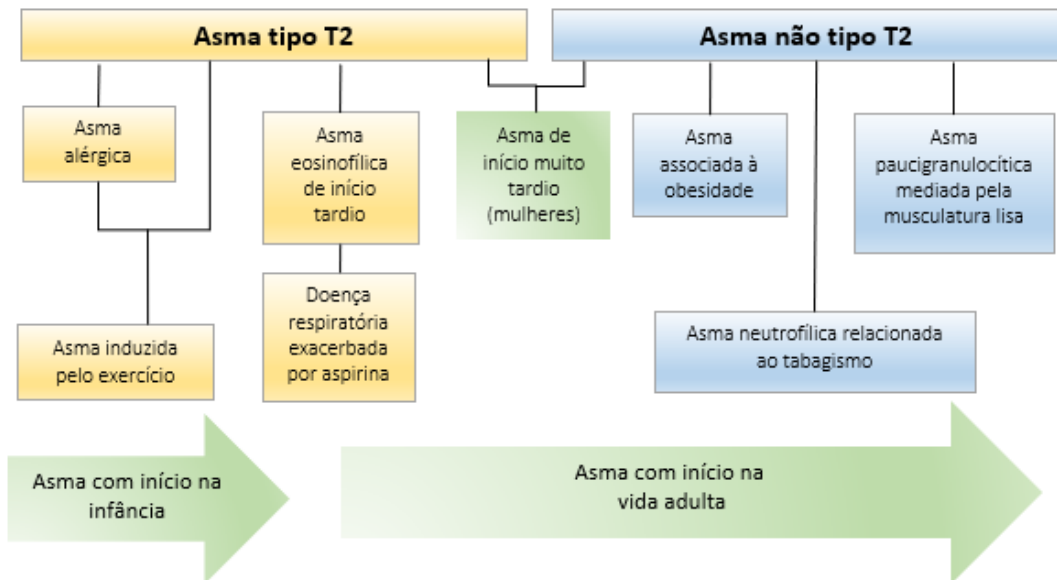 Asma tipo T2
Asma não tipo T2
Asma
alérgica
Asma
eosinofílica
de início
tardio
Asma de
início muito
tardio
(mulheres)
Asma
associada à
obesidade
Asma
paucigranulocítica
mediada pela
musculatura lisa
Asma induzida
pelo exercício
Doença
respiratória
exacerbada
por aspirina
Asma neutrofílica relacionada
ao tabagismo
Asma com início na
infância
Asma com início na
vida adulta